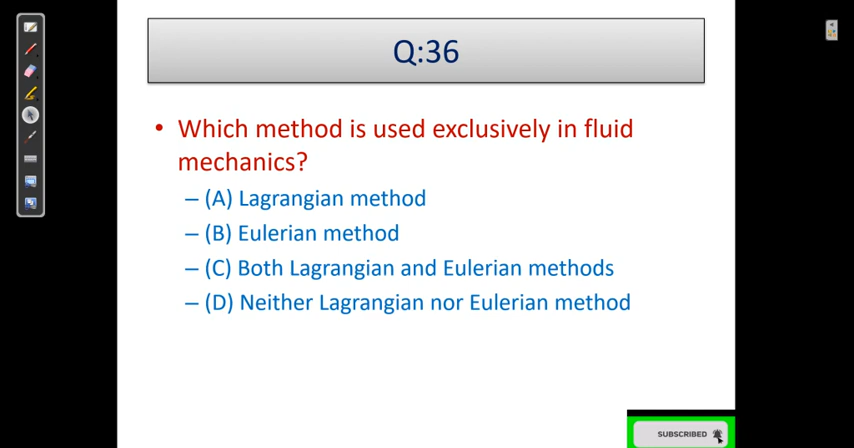 Q:36
• Which method is used exclusively in fluid
mechanics?
– (A) Lagrangian method
– (B) Eulerian method
– (C) Both Lagrangian and Eulerian methods
– (D) Neither Lagrangian nor Eulerian method
SUBSCRIBED